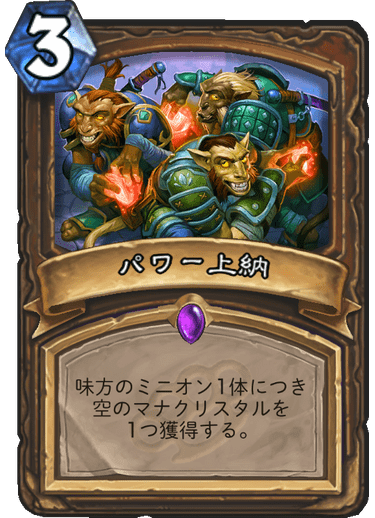 3
パワー上納
味方のミニオン1体につき
空のマナクリスタルを
1つ獲得する。